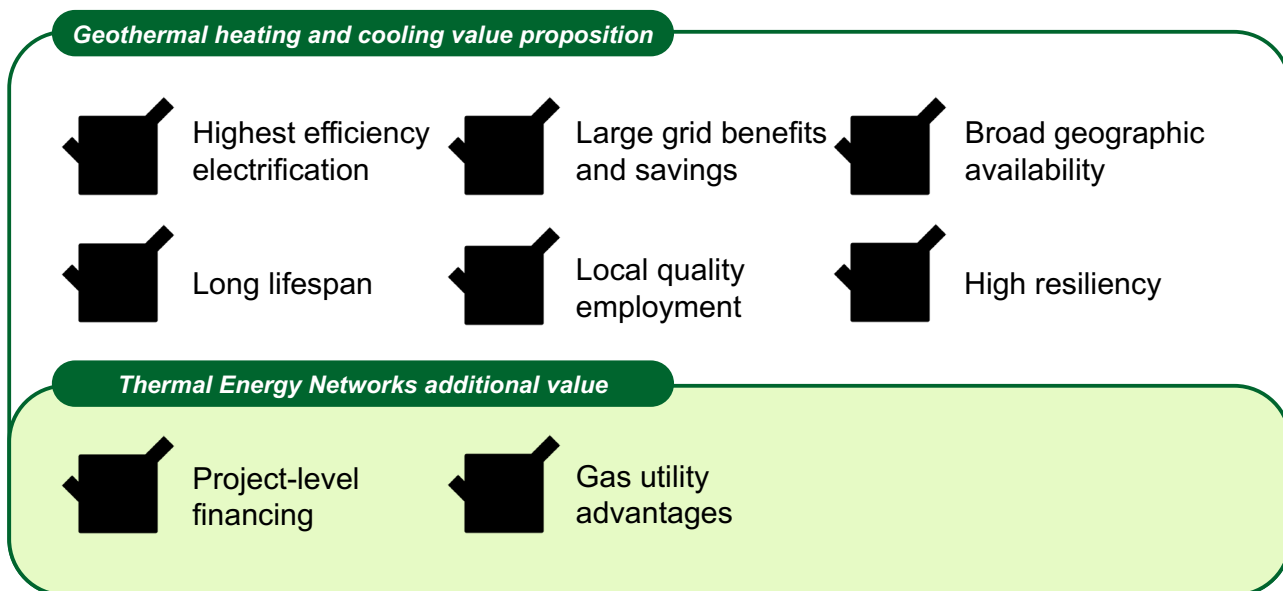 Geothermal heating and cooling value proposition
Highest efficiency
electrification
Large grid benefits
and savings
Broad geographic
availability
Long lifespan
Local quality
employment
High resiliency
Thermal Energy Networks additional value
Project-level
financing
Gas utility
advantages